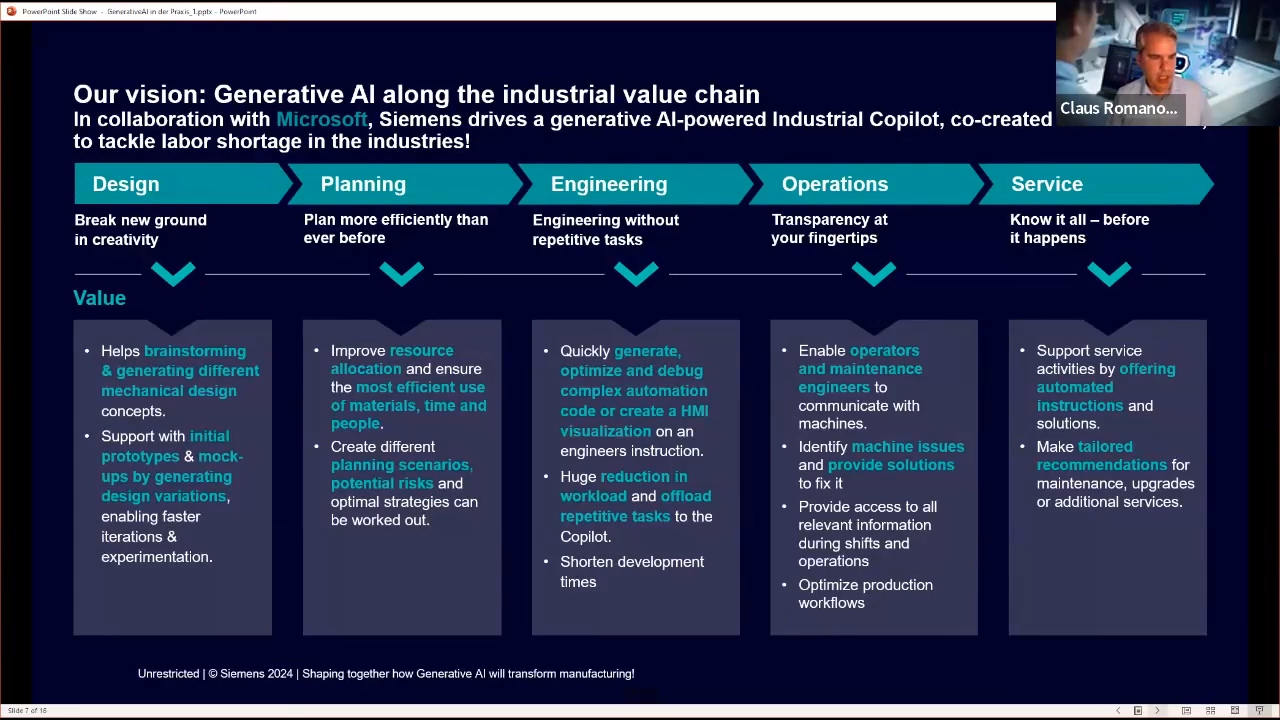 PowerPoint Slide Show - GenerativeAI in der Praxis_1.pptx - PowerPoint
Claus Romano...
Our vision: Generative AI along the industrial value chain
In collaboration with Microsoft, Siemens drives a generative AI-powered Industrial Copilot, co-created
to tackle labor shortage in the industries!
Design
Planning
Engineering
Operations
Service
Break new ground
in creativity
Plan more efficiently than
ever before
Engineering without
repetitive tasks
Transparency at
your fingertips
Know it all – before
it happens
Value
• Helps brainstorming
& generating different
mechanical design
concepts.
• Support with initial
prototypes & mock-
ups by generating
design variations,
enabling faster
iterations &
experimentation.
• Improve resource
allocation and ensure
the most efficient use
of materials, time and
people.
• Create different
planning scenarios,
potential risks and
optimal strategies can
be worked out.
• Quickly generate,
optimize and debug
complex automation
code or create a HMI
visualization on an
engineers instruction.
• Huge reduction in
workload and offload
repetitive tasks to the
Copilot.
• Shorten development
times
• Enable operators
and maintenance
engineers to
communicate with
machines.
• Identify machine issues
and provide solutions
to fix it
• Provide access to all
relevant information
during shifts and
operations
• Optimize production
workflows
• Support service
activities by offering
automated
instructions and
solutions.
• Make tailored
recommendations for
maintenance, upgrades
or additional services.
Unrestricted | © Siemens 2024 | Shaping together how Generative AI will transform manufacturing!
Slide 7 of 16